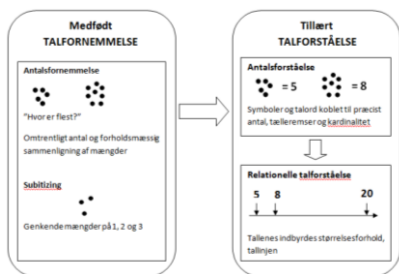 Medfødt
TALFORNEMMELSE
Antalsfornemmelse
"Hvor er flest?"
Omtrentligt antal og forholdsmæssig
sammenligning af mængder
Subitizing
Genkende mængder på 1, 2 og 3
Tillært
TALFORSTÅELSE
Antalsforståelse
= 5
= 8
Symboler og talord koblet til præcist
antal, tælleremser og kardinalitet
Relationelle talforståelse
5 8 20
Tallenes indbyrdes størrelsesforhold,
tallinjen